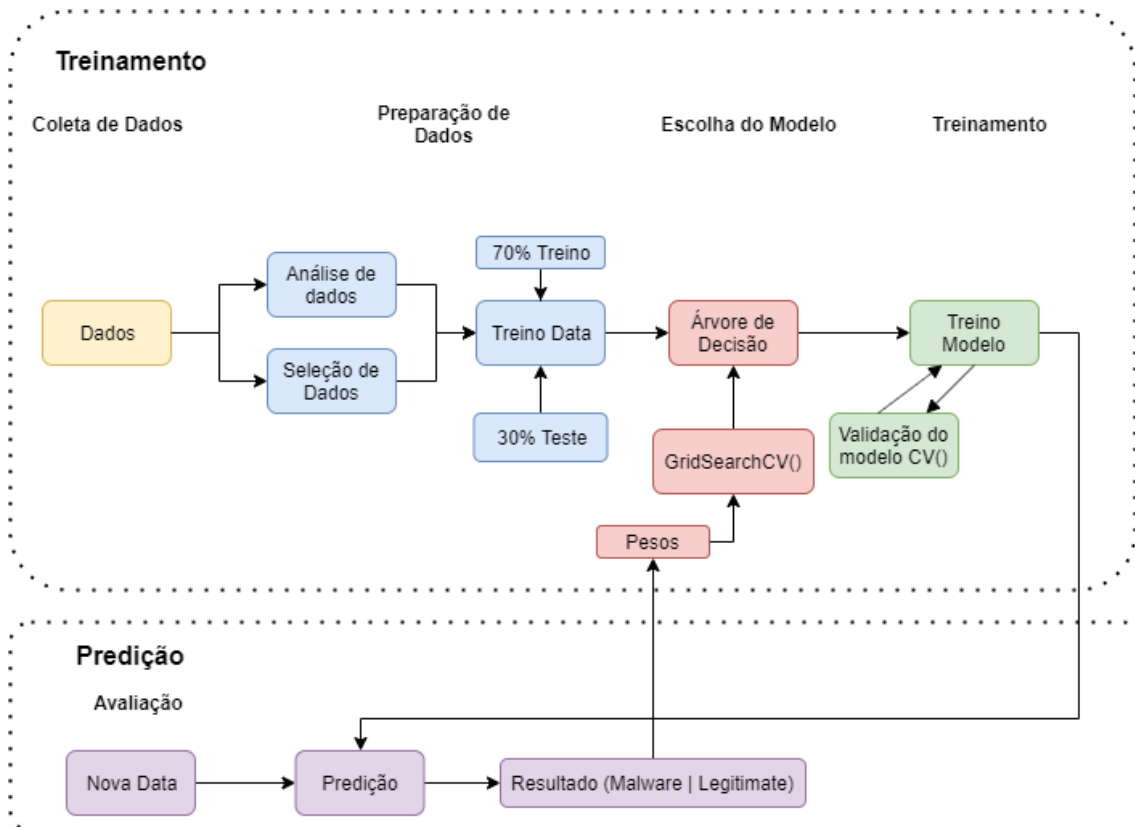 Treinamento
Coleta de Dados
Preparação de
Dados
Escolha do Modelo
Treinamento
Dados
Análise de
dados
Seleção de
Dados
70% Treino
Treino Data
30% Teste
Árvore de
Decisão
GridSearchCV()
Pesos
Treino
Modelo
Validação do
modelo CV()
Predição
Avaliação
Nova Data
Predição
Resultado (Malware | Legitimate)